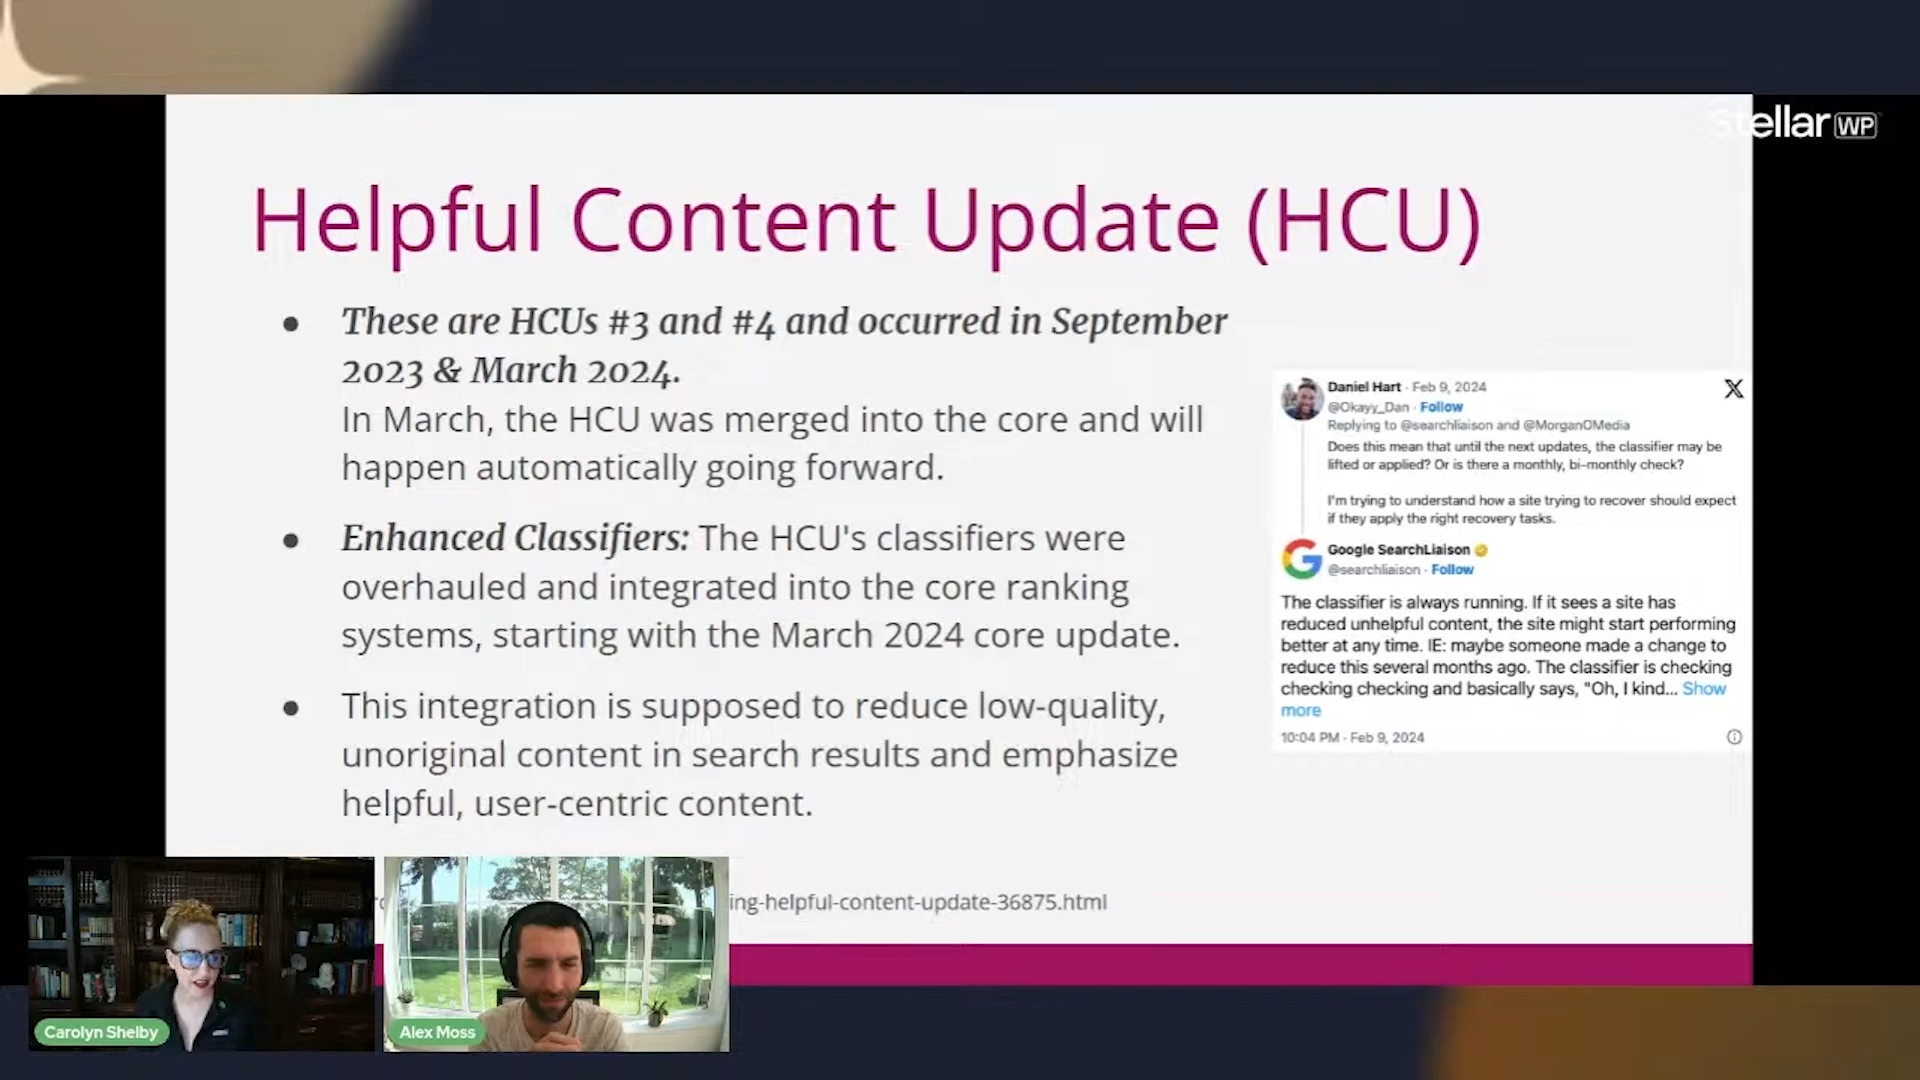 Stellar WP
Helpful Content Update (HCU)
These are HCUs #3 and #4 and occurred in September
2023 & March 2024.
In March, the HCU was merged into the core and will
happen automatically going forward.
Enhanced Classifiers: The HCU's classifiers were
overhauled and integrated into the core ranking
systems, starting with the March 2024 core update.
This integration is supposed to reduce low-quality,
unoriginal content in search results and emphasize
helpful, user-centric content.
Daniel Hart · Feb 9, 2024
@Okayy_Dan · Follow
Replying to @searchliaison and @MorganOMedia
Does this mean that until the next updates, the classifier may be
lifted or applied? Or is there a monthly, bi-monthly check?
I'm trying to understand how a site trying to recover should expect
if they apply the right recovery tasks.
Google SearchLiaison
@searchliaison · Follow
The classifier is always running. If it sees a site has
reduced unhelpful content, the site might start performing
better at any time. IE: maybe someone made a change to
reduce this several months ago. The classifier is checking
checking checking and basically says, "Oh, I kind... Show
more
10:04 PM · Feb 9, 2024
ing-helpful-content-update-36875.html
Carolyn Shelby
Alex Moss